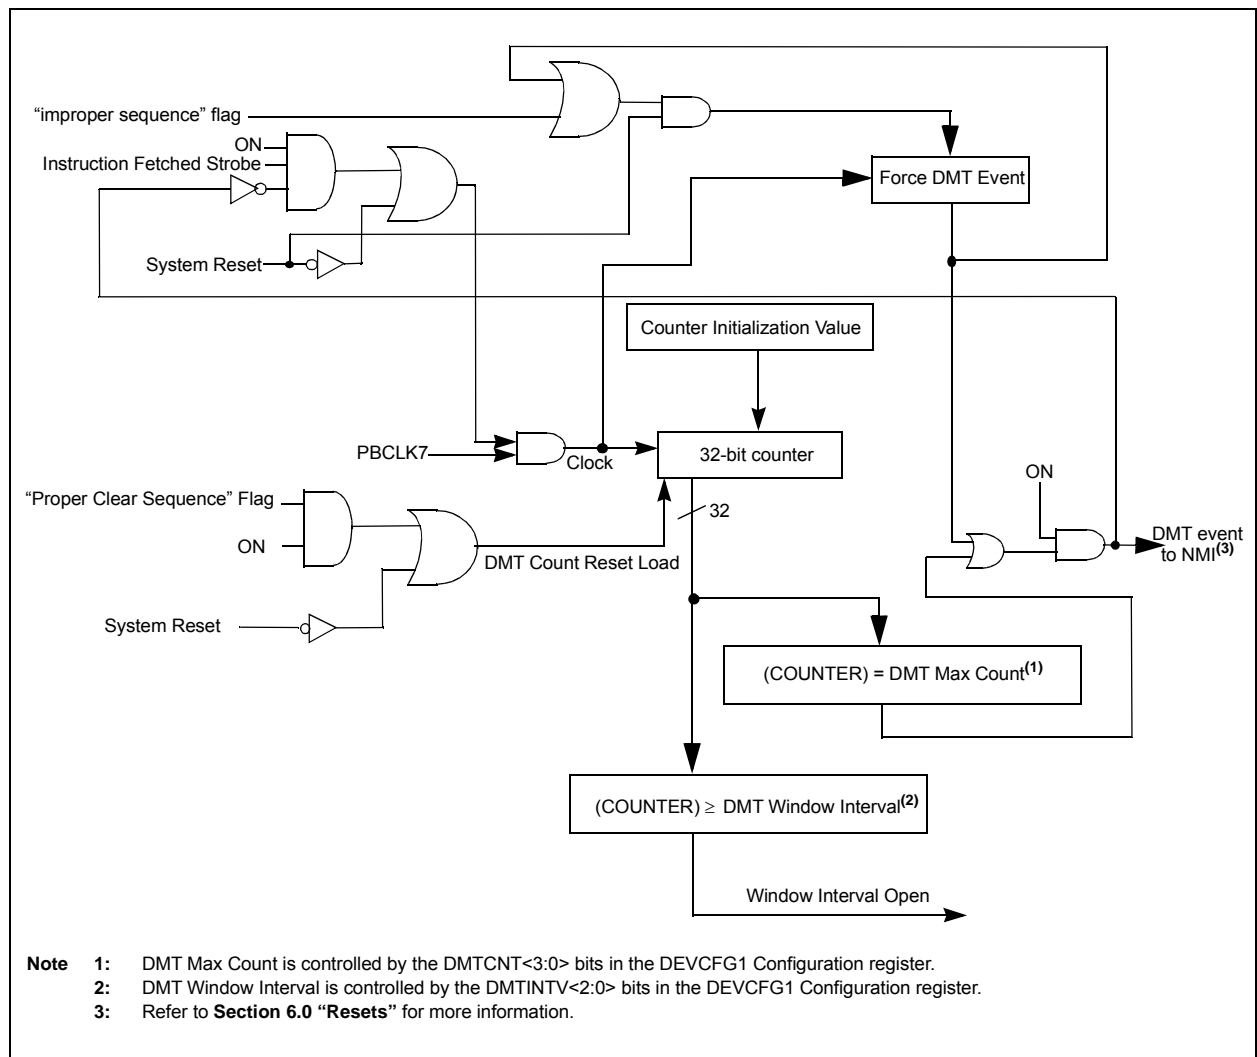 “improper sequence” flag
ON
Instruction Fetched Strobe
Force DMT Event
System Reset
Counter Initialization Value
PBCLK7
Clock
32-bit counter
“Proper Clear Sequence” Flag
32
ON
ON
DMT Count Reset Load
DMT event
to NMI(3)
System Reset
(COUNTER) = DMT Max Count(1)
(COUNTER) ≥ DMT Window Interval(2)
Window Interval Open
Note 1: DMT Max Count is controlled by the DMTCNT<3:0> bits in the DEVCFG1 Configuration register.
2: DMT Window Interval is controlled by the DMTINTV<2:0> bits in the DEVCFG1 Configuration register.
3: Refer to Section 6.0 “Resets” for more information.